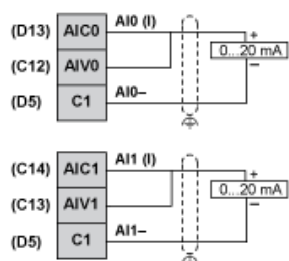 (D13) AIC0 AI0 (I)
+
0...20 mA
(C12) AIV0
–
(D5) C1 AI0–
(C14) AIC1 AI1 (I)
+
0...20 mA
(C13) AIV1
–
(D5) C1 AI1–